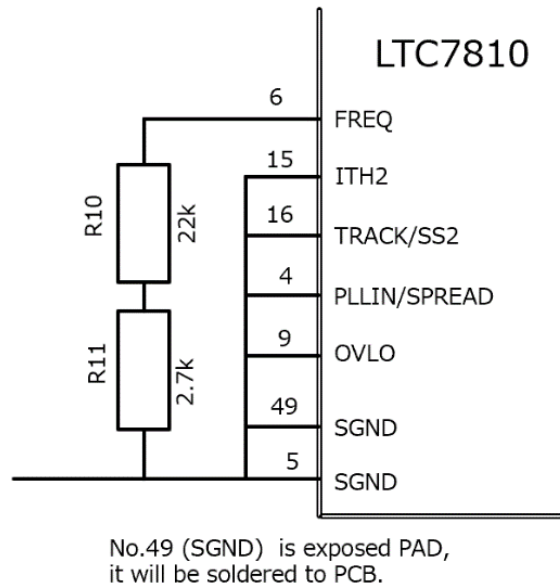 LTC7810
6
FREQ
15
ITH2
R10
22k
16
TRACK/SS2
4
PLLIN/SPREAD
R11
2.7k
9
OVLO
49
SGND
5
SGND
No.49 (SGND) is exposed PAD,
it will be soldered to PCB.